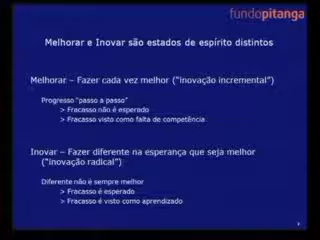 fundopitanga
Melhorar e Inovar são estados de espírito distintos
Melhorar – Fazer cada vez melhor ("inovação incremental")
Progresso "passo a passo"
> Fracasso não é esperado
> Fracasso visto como falta de competência
Inovar – Fazer diferente na esperança que seja melhor
("inovação radical")
Diferente não é sempre melhor
> Fracasso é esperado
> Fracasso é visto como aprendizado